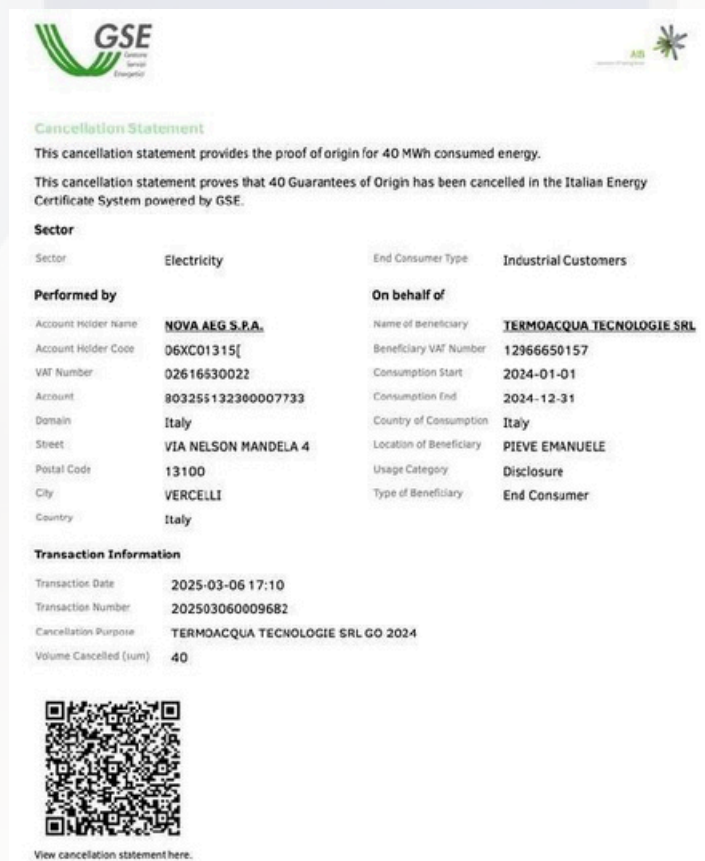 GSE
Gestore
Servizi
Energetici
AIB
Cancellation Statement
This cancellation statement provides the proof of origin for 40 MWh consumed energy.
This cancellation statement proves that 40 Guarantees of Origin has been cancelled in the Italian Energy
Certificate System powered by GSE.
Sector
Sector Electricity
End Consumer Type Industrial Customers
Performed by
Account Holder Name NOVA AEG S.P.A.
Account Holder Code 06XC01315[
VAT Number 02616630022
Account 803255132300007733
Domain Italy
Street VIA NELSON MANDELA 4
Postal Code 13100
City VERCELLI
Country Italy
On behalf of
Name of Beneficiary TERMOACQUA TECNOLOGIE SRL
Beneficiary VAT Number 12966650157
Consumption Start 2024-01-01
Consumption End 2024-12-31
Country of Consumption Italy
Location of Beneficiary PIEVE EMANUELE
Usage Category Disclosure
Type of Beneficiary End Consumer
Transaction Information
Transaction Date 2025-03-06 17:10
Transaction Number 202503060009682
Cancellation Purpose TERMOACQUA TECNOLOGIE SRL GO 2024
Volume Cancelled (sum) 40
View cancellation statement here.